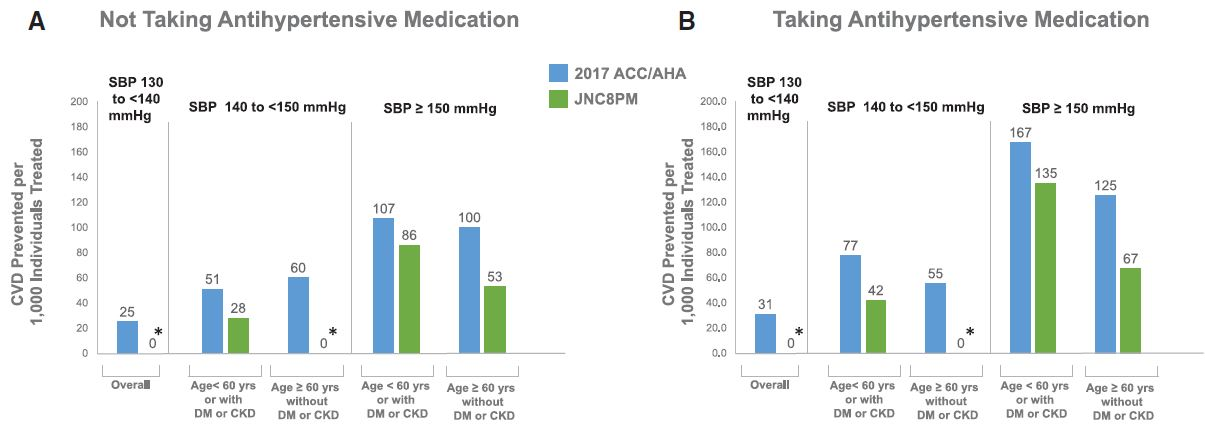 A
Not Taking Antihypertensive Medication
SBP 130
to <140
mmHg
SBP 140 to <150 mmHg
SBP ≥ 150 mmHg
2017 ACC/AHA
JNC8PM
CVD Prevented per
1,000 Individuals Treated
200
180
160
140
120
100
80
60
40
20
0
25
0
*
51
28
60
0
*
107
86
100
53
Overall
Age< 60 yrs
or with
DM or CKD
Age ≥ 60 yrs
without
DM or CKD
Age < 60 yrs
or with
DM or CKD
Age ≥ 60 yrs
without
DM or CKD
B
Taking Antihypertensive Medication
SBP 130
to <140
mmHg
SBP 140 to <150 mmHg
SBP ≥ 150 mmHg
CVD Prevented per
1,000 Individuals Treated
200.0
180.0
160.0
140.0
120.0
100.0
80.0
60.0
40.0
20.0
0.0
31
0
*
77
42
55
0
*
167
135
125
67
Overall
Age< 60 yrs
or with
DM or CKD
Age ≥ 60 yrs
without
DM or CKD
Age < 60 yrs
or with
DM or CKD
Age ≥ 60 yrs
without
DM or CKD